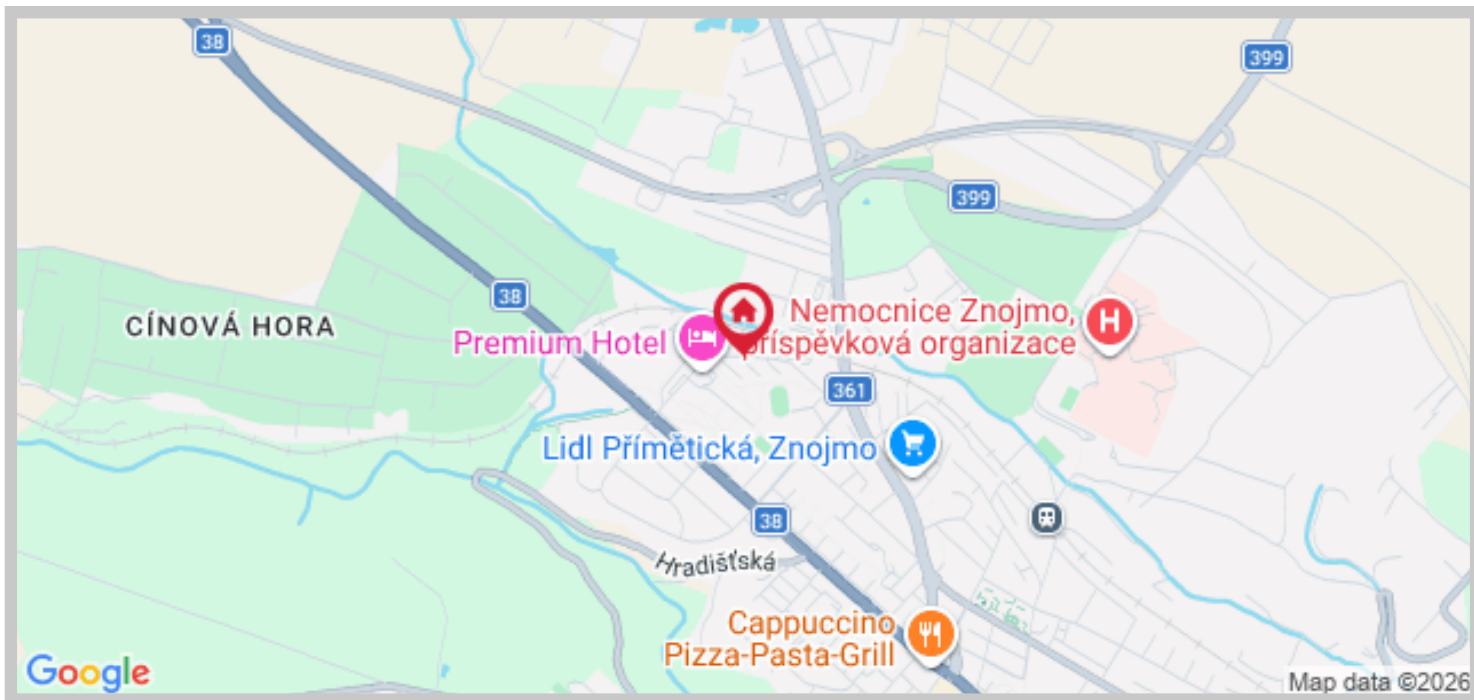 38
399
399
38
CÍNOVÁ HORA
Premium Hotel
Nemocnice Znojmo,
příspěvková organizace
H
361
Lidl Přímětická, Znojmo
38
Hradišťská
Cappuccino
Pizza-Pasta-Grill
Google
Map data ©2026